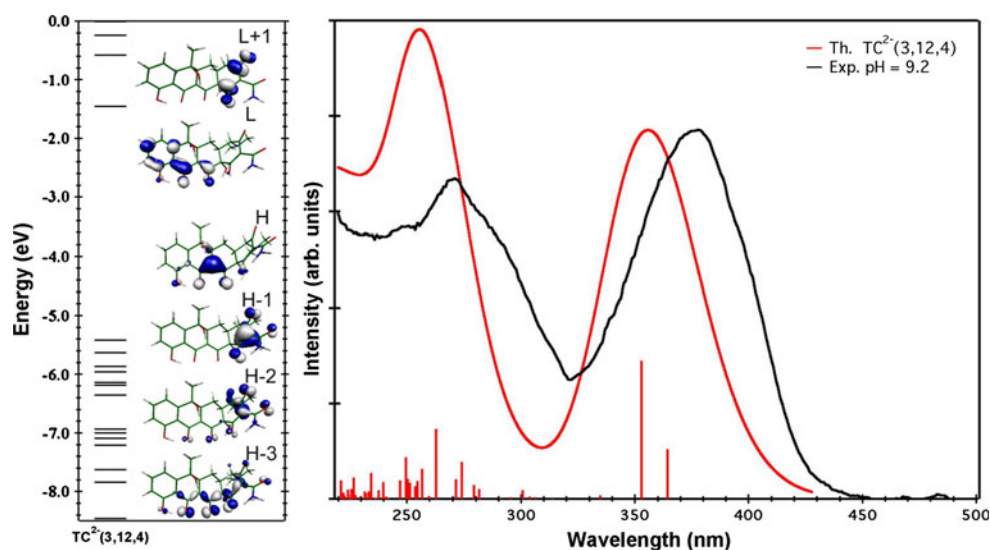 0.0
-1.0
-2.0
-3.0
-4.0
-5.0
-6.0
-7.0
-8.0
Energy (eV)
L+1
L
H
H-1
H-2
H-3
TC²⁻(3,12,4)
Th. TC²⁻(3,12,4)
Exp. pH = 9.2
Intensity (arb. units)
250 300 350 400 450 500
Wavelength (nm)